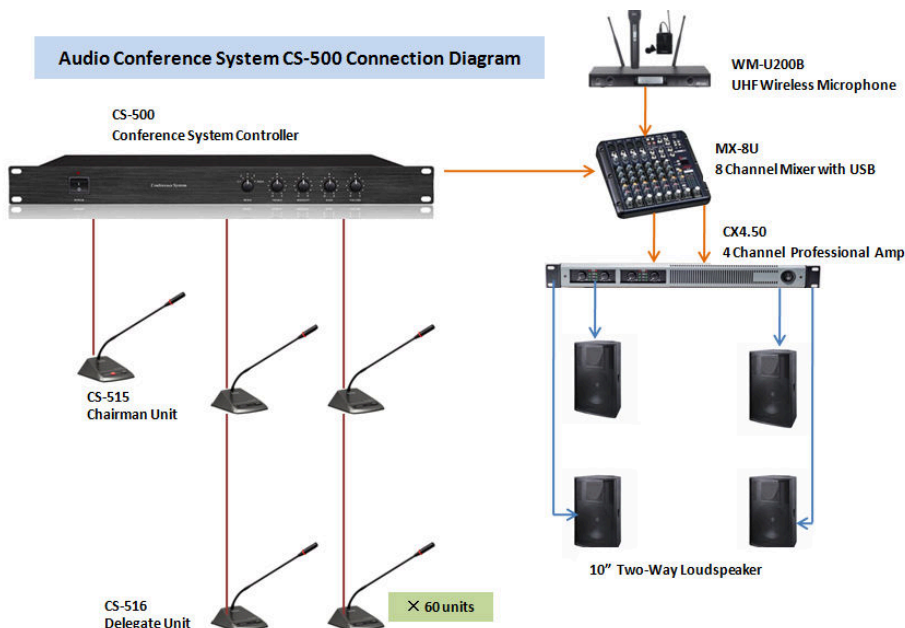 Audio Conference System CS-500 Connection Diagram
WM-U200B
UHF Wireless Microphone
CS-500
Conference System Controller
MX-8U
8 Channel Mixer with USB
Conference System
CX4.50
4 Channel Professional Amp
CS-515
Chairman Unit
10” Two-Way Loudspeaker
CS-516
Delegate Unit
× 60 units